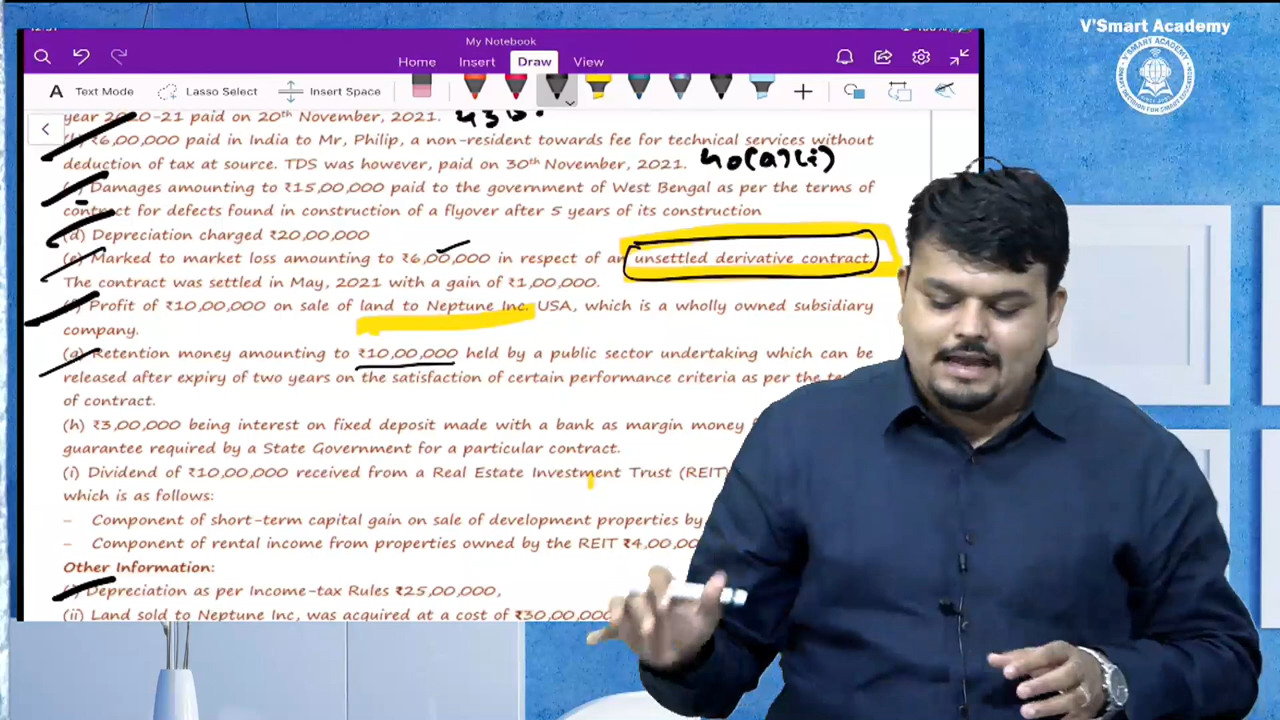 V'Smart Academy
My Notebook
Home Insert Draw View
Text Mode Lasso Select Insert Space
year 2020-21 paid on 20th November, 2021. 43B.
(b) ₹6,00,000 paid in India to Mr, Philip, a non-resident towards fee for technical services without
deduction of tax at source. TDS was however, paid on 30th November, 2021. 40(a)(i)
(c) Damages amounting to ₹15,00,000 paid to the government of West Bengal as per the terms of
contract for defects found in construction of a flyover after 5 years of its construction
(d) Depreciation charged ₹20,00,000
(e) Marked to market loss amounting to ₹6,00,000 in respect of an unsettled derivative contract.
The contract was settled in May, 2021 with a gain of ₹1,00,000.
(f) Profit of ₹10,00,000 on sale of land to Neptune Inc. USA, which is a wholly owned subsidiary
company.
(g) Retention money amounting to ₹10,00,000 held by a public sector undertaking which can be
released after expiry of two years on the satisfaction of certain performance criteria as per the
of contract.
(h) ₹3,00,000 being interest on fixed deposit made with a bank as margin money
guarantee required by a State Government for a particular contract.
(i) Dividend of ₹10,00,000 received from a Real Estate Investment Trust (REIT)
which is as follows:
– Component of short-term capital gain on sale of development properties by
– Component of rental income from properties owned by the REIT ₹4,00,00
Other Information:
(i) Depreciation as per Income-tax Rules ₹25,00,000,
(ii) Land sold to Neptune Inc, was acquired at a cost of ₹30,00,000